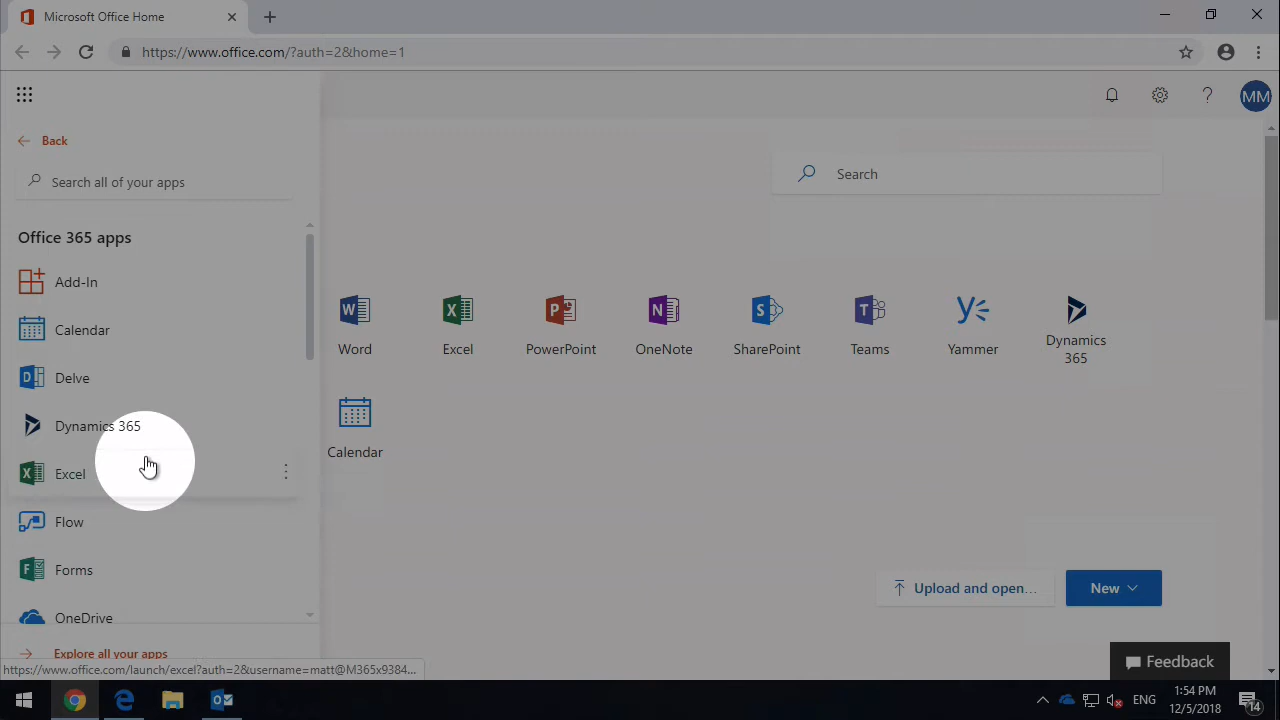 Microsoft Office Home
https://www.office.com/?auth=2&home=1
MM
Back
Search all of your apps
Search
Office 365 apps
Add-In
Calendar
Delve
Dynamics 365
Excel
Flow
Forms
OneDrive
Explore all your apps
Word
Excel
PowerPoint
OneNote
SharePoint
Teams
Yammer
Dynamics
365
Calendar
Upload and open...
New
Feedback
https://www.office.com/launch/excel?auth=2&username=matt@M365x9384...
ENG
1:54 PM
12/5/2018
14